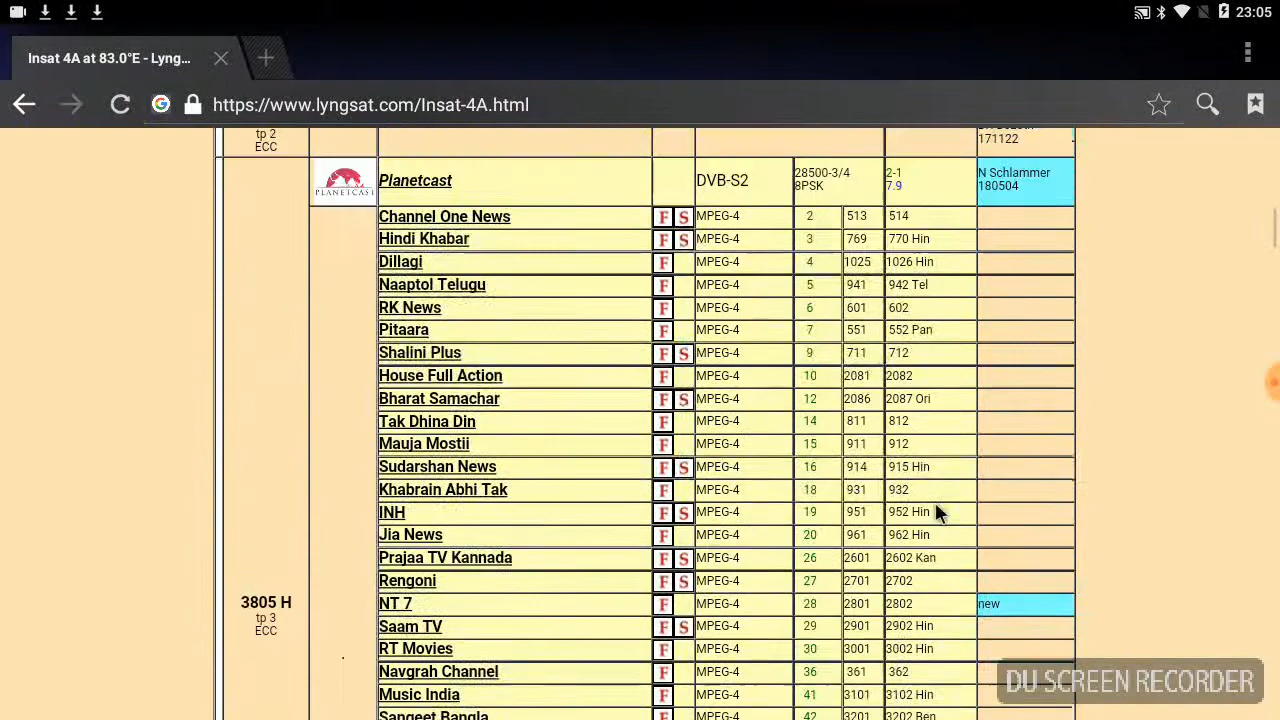 23:05
Insat 4A at 83.0°E - Lyng...
https://www.lyngsat.com/Insat-4A.html
tp 2
ECC
171122
PLANETCAST Planetcast DVB-S2 28500-3/4 8PSK 2-1 7.9 N Schlammer 180504
Channel One News F S MPEG-4 2 513 514
Hindi Khabar F S MPEG-4 3 769 770 Hin
Dillagi F MPEG-4 4 1025 1026 Hin
Naaptol Telugu F MPEG-4 5 941 942 Tel
RK News F MPEG-4 6 601 602
Pitaara F MPEG-4 7 551 552 Pan
Shalini Plus F S MPEG-4 9 711 712
House Full Action F MPEG-4 10 2081 2082
Bharat Samachar F S MPEG-4 12 2086 2087 Ori
Tak Dhina Din F MPEG-4 14 811 812
Mauja Mostii F MPEG-4 15 911 912
Sudarshan News F S MPEG-4 16 914 915 Hin
Khabrain Abhi Tak F MPEG-4 18 931 932
INH F S MPEG-4 19 951 952 Hin
Jia News F MPEG-4 20 961 962 Hin
Prajaa TV Kannada F S MPEG-4 26 2601 2602 Kan
Rengoni F S MPEG-4 27 2701 2702
3805 H NT 7 F MPEG-4 28 2801 2802 new
tp 3
ECC
Saam TV F S MPEG-4 29 2901 2902 Hin
RT Movies F MPEG-4 30 3001 3002 Hin
Navgrah Channel F MPEG-4 36 361 362
Music India F MPEG-4 41 3101 3102 Hin
Sangeet Bangla MPEG-4 42 3201 3202 Ben
DU SCREEN RECORDER